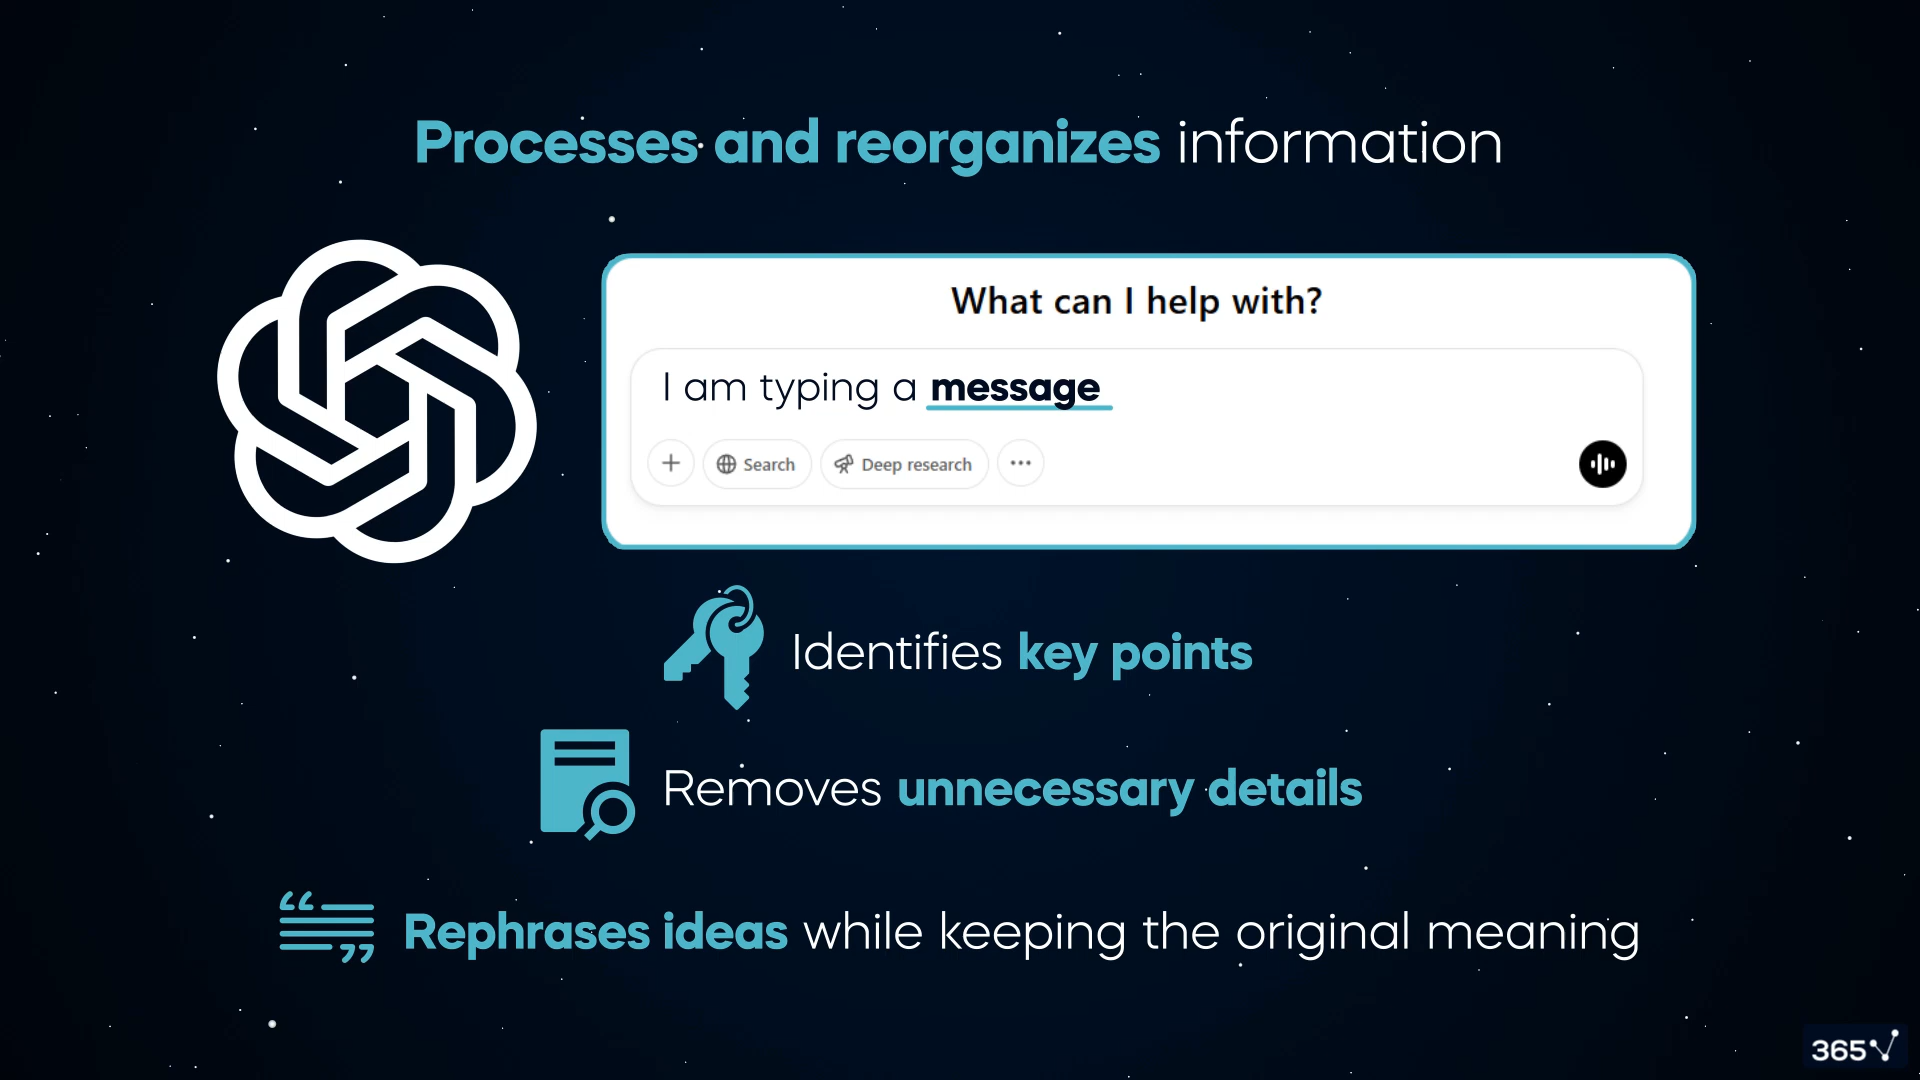 Processes and reorganizes information
What can I help with?
I am typing a message
Search
Deep research
Identifies key points
Removes unnecessary details
Rephrases ideas while keeping the original meaning
365